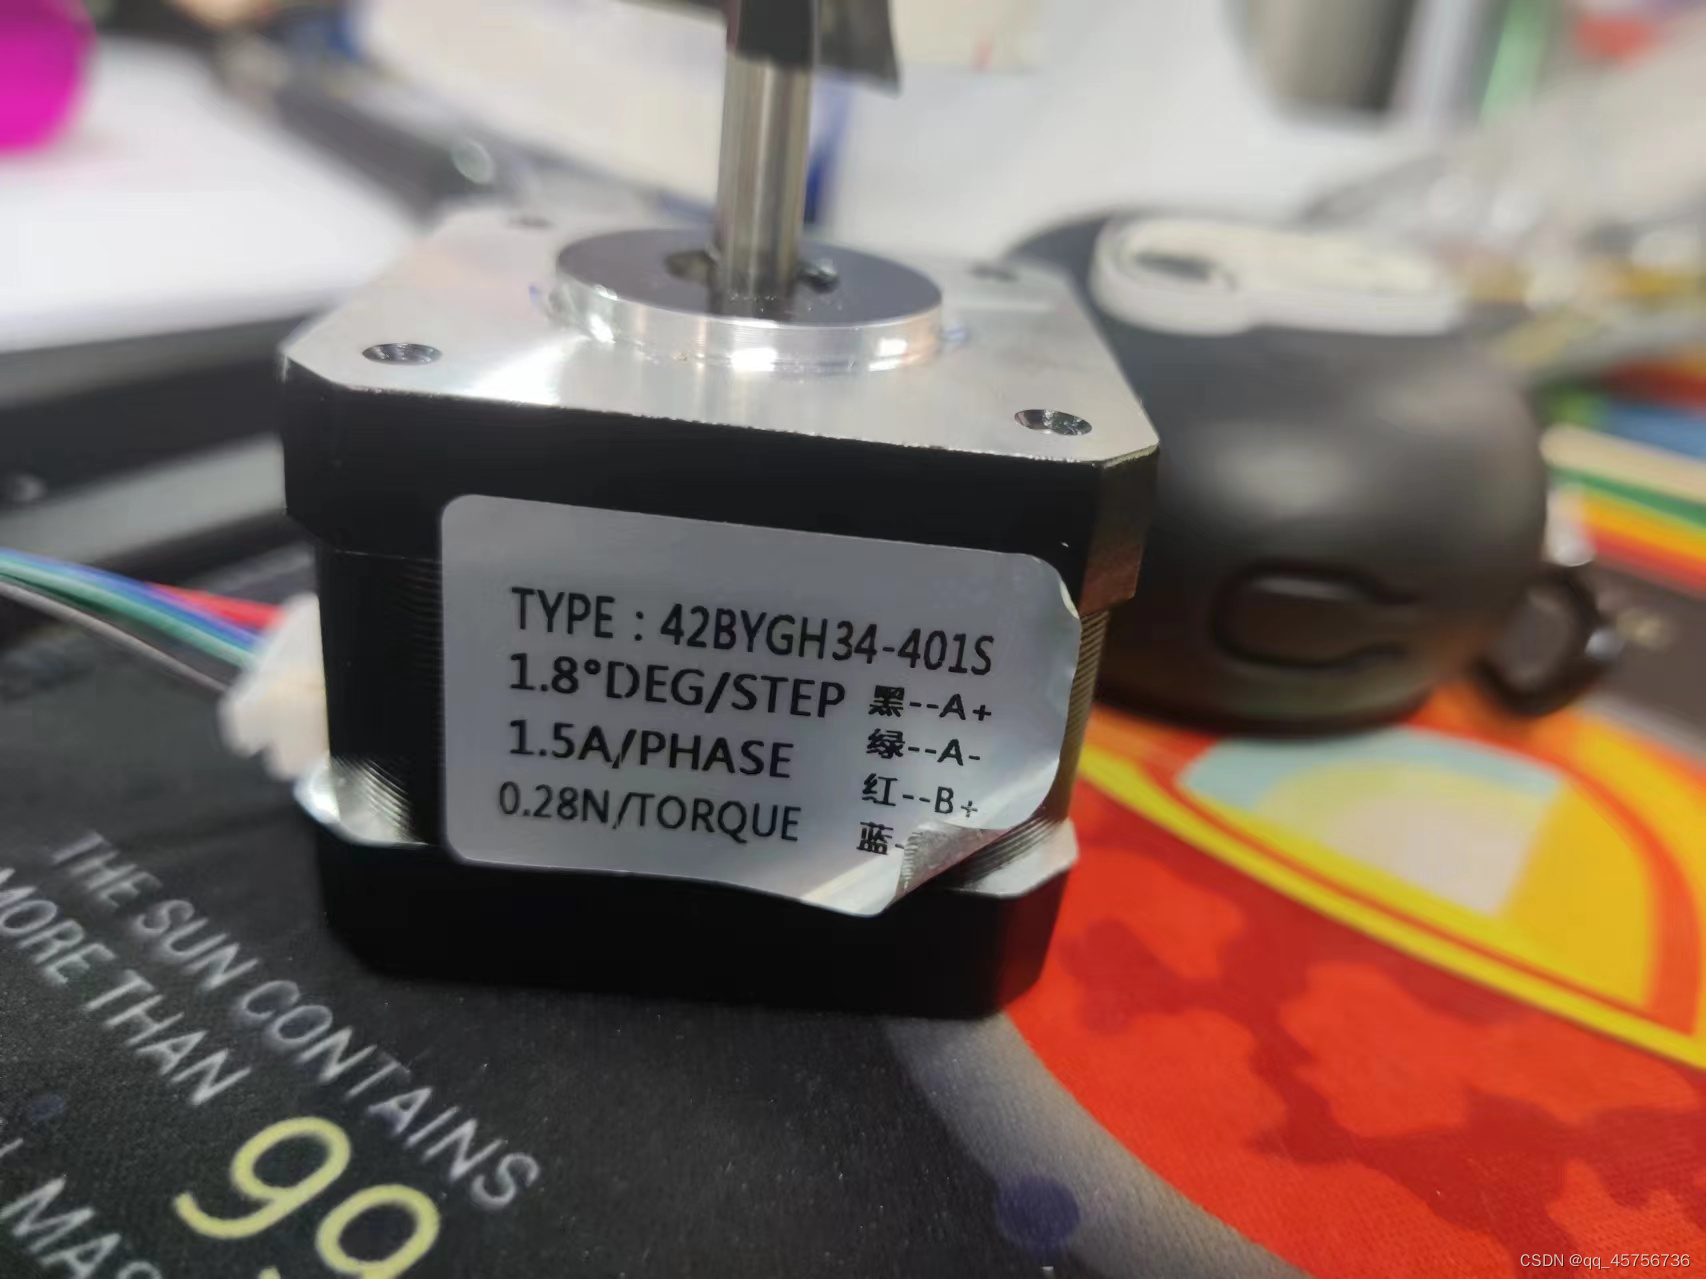 TYPE : 42BYGH34-401S
1.8°DEG/STEP 黑--A+
1.5A/PHASE 绿--A-
0.28N/TORQUE 红--B+
蓝-
THE SUN CONTAINS
MORE THAN
99
MAS
CSDN @qq_45756736